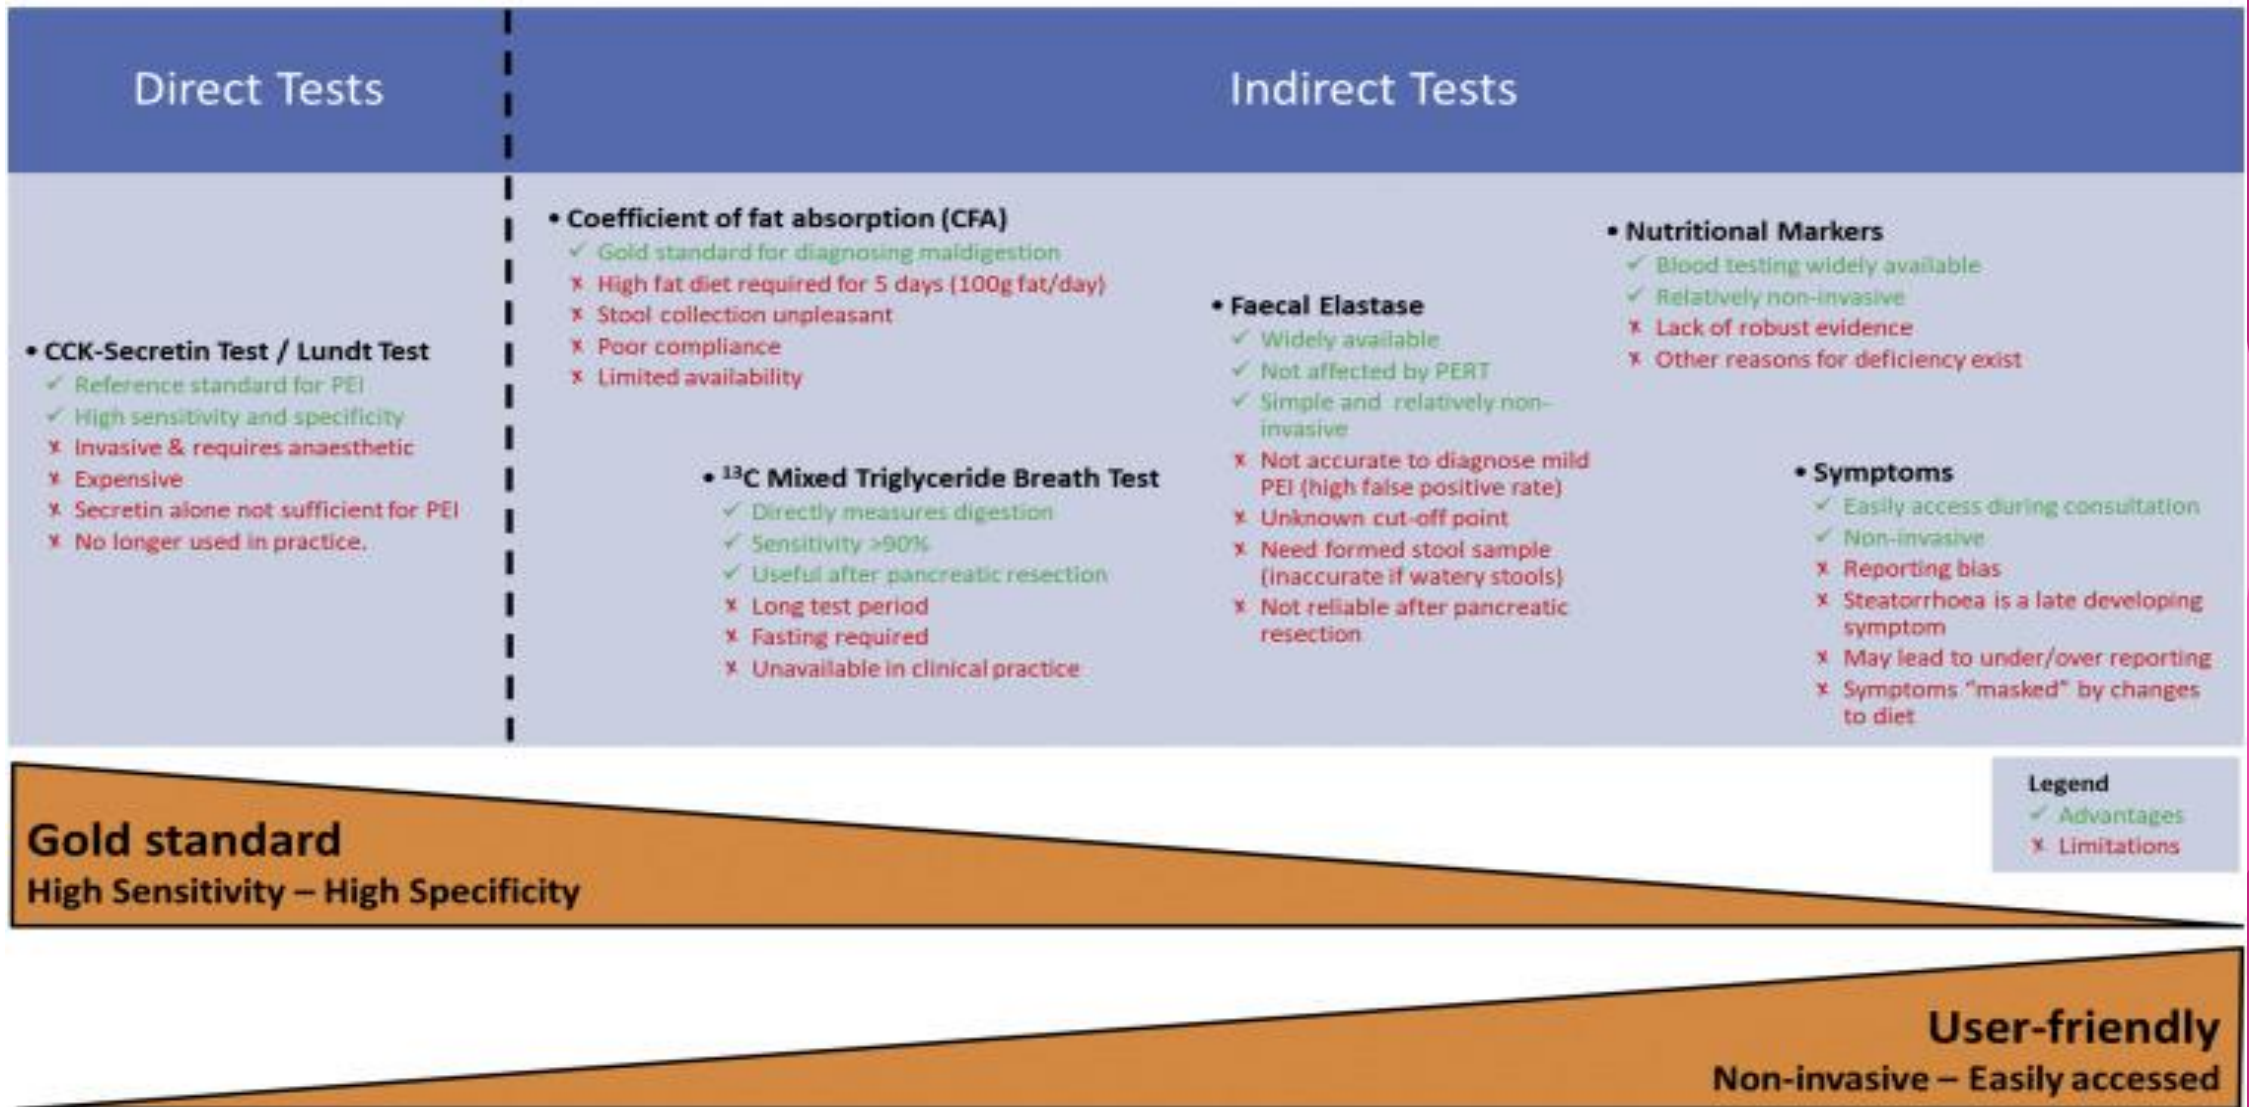 Direct Tests
Indirect Tests
• CCK-Secretin Test / Lundt Test
✓ Reference standard for PEI
✓ High sensitivity and specificity
x Invasive & requires anaesthetic
x Expensive
x Secretin alone not sufficient for PEI
x No longer used in practice.
• Coefficient of fat absorption (CFA)
✓ Gold standard for diagnosing maldigestion
x High fat diet required for 5 days (100g fat/day)
x Stool collection unpleasant
x Poor compliance
x Limited availability
• ¹³C Mixed Triglyceride Breath Test
✓ Directly measures digestion
✓ Sensitivity >90%
✓ Useful after pancreatic resection
x Long test period
x Fasting required
x Unavailable in clinical practice
• Faecal Elastase
✓ Widely available
✓ Not affected by PERT
✓ Simple and relatively non-
invasive
x Not accurate to diagnose mild
PEI (high false positive rate)
x Unknown cut-off point
x Need formed stool sample
(inaccurate if watery stools)
x Not reliable after pancreatic
resection
• Nutritional Markers
✓ Blood testing widely available
✓ Relatively non-invasive
x Lack of robust evidence
x Other reasons for deficiency exist
• Symptoms
✓ Easily access during consultation
✓ Non-invasive
x Reporting bias
x Steatorrhoea is a late developing
symptom
x May lead to under/over reporting
x Symptoms “masked” by changes
to diet
Legend
✓ Advantages
x Limitations
Gold standard
High Sensitivity – High Specificity
User-friendly
Non-invasive – Easily accessed